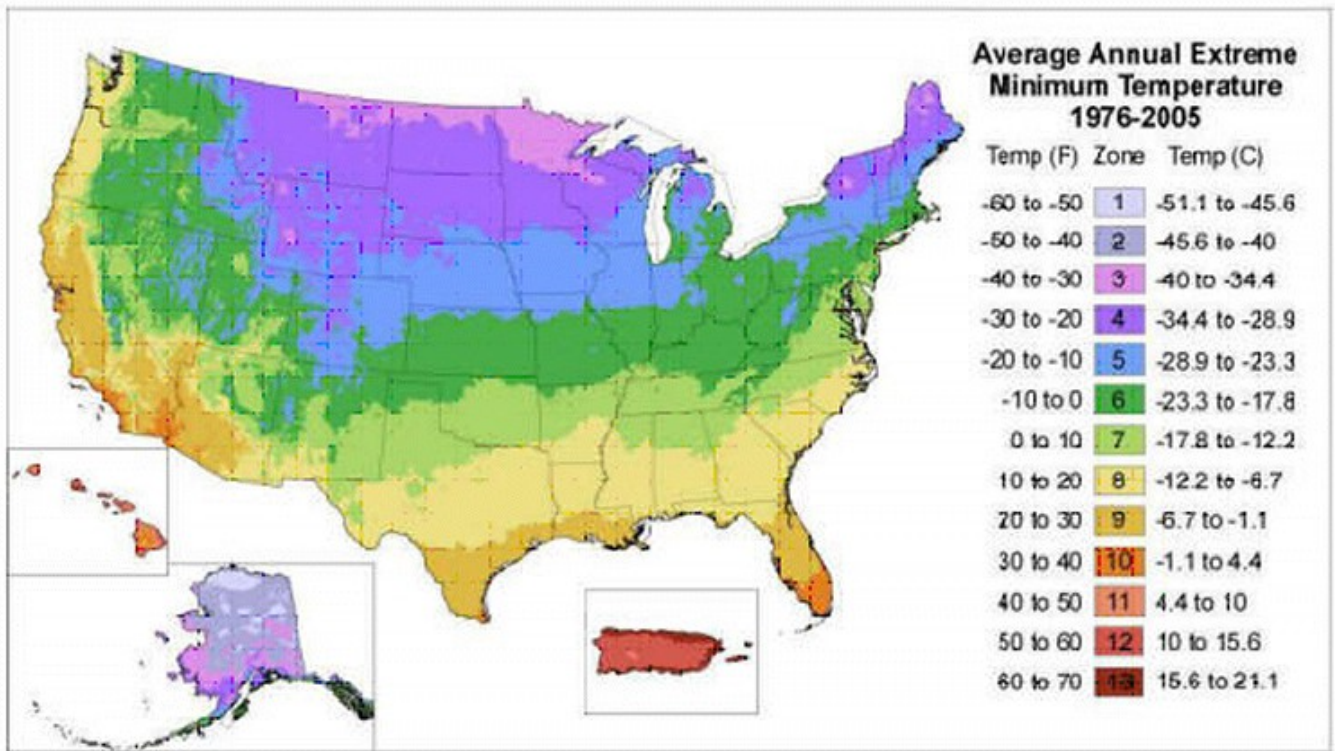 Average Annual Extreme
Minimum Temperature
1976-2005
Temp (F) Zone Temp (C)
-60 to -50 1 -51.1 to -45.6
-50 to -40 2 -45.6 to -40
-40 to -30 3 -40 to -34.4
-30 to -20 4 -34.4 to -28.9
-20 to -10 5 -28.9 to -23.3
-10 to 0 6 -23.3 to -17.8
0 to 10 7 -17.8 to -12.2
10 to 20 8 -12.2 to -6.7
20 to 30 9 -6.7 to -1.1
30 to 40 10 -1.1 to 4.4
40 to 50 11 4.4 to 10
50 to 60 12 10 to 15.6
60 to 70 13 15.6 to 21.1